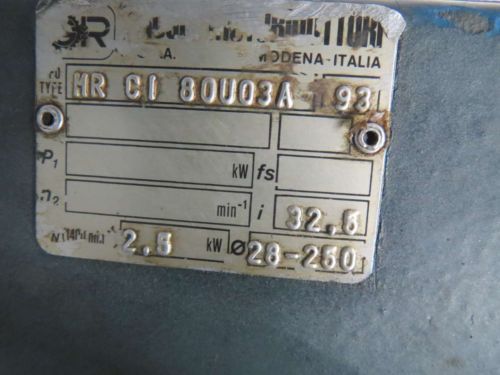 MODENA-ITALIA
TYPE MR CI 80U03A 93
P1 kW fs
n2 min-1 i 32,5
2,5 kW ø 28-250